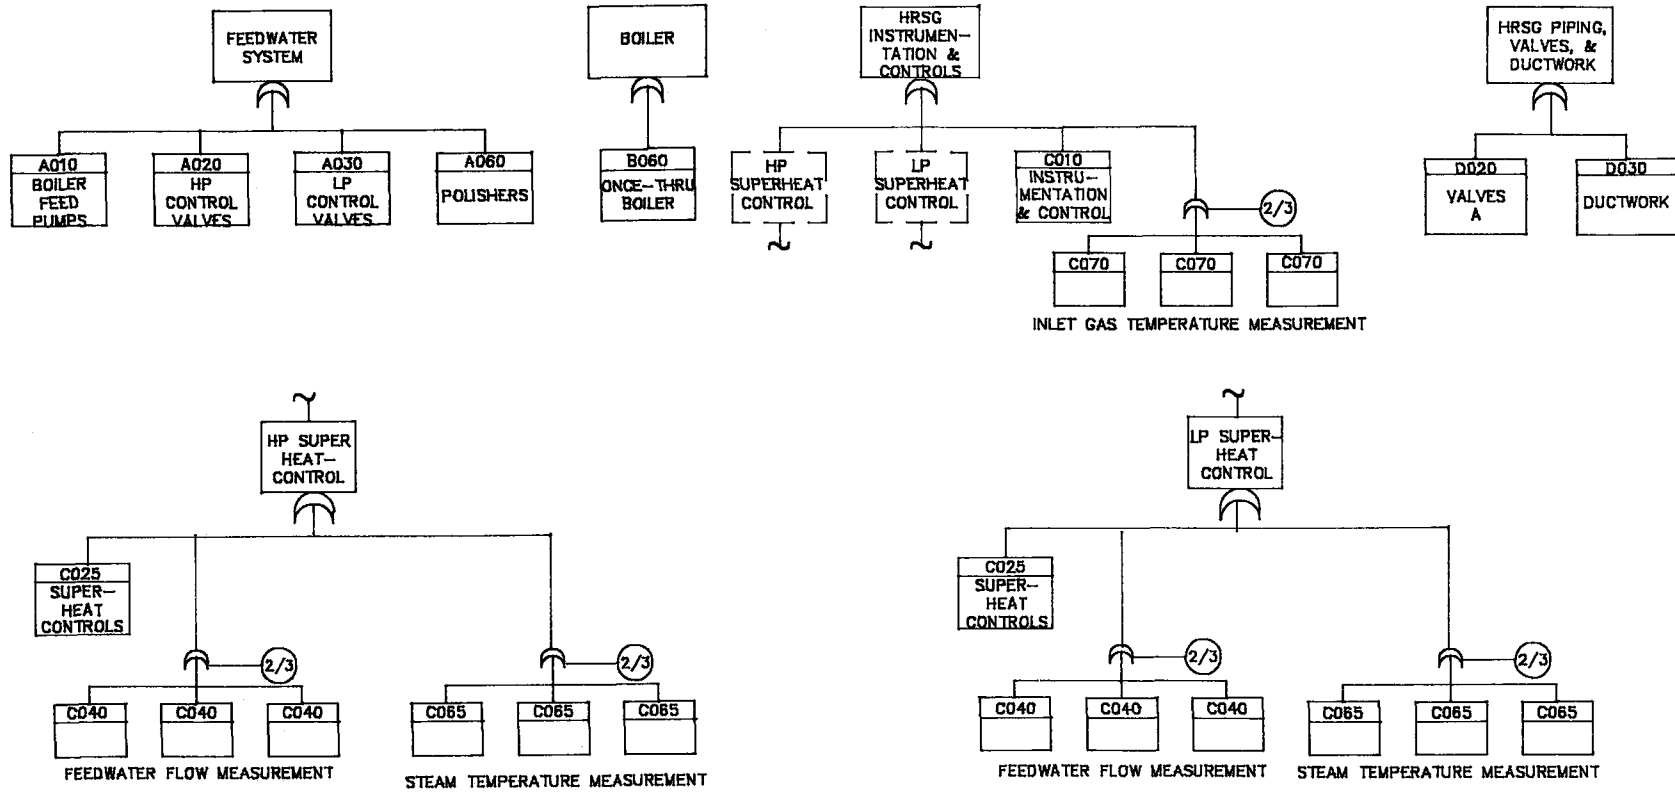 FEEDWATER
SYSTEM
A010
BOILER
FEED
PUMPS
A020
HP
CONTROL
VALVES
A030
LP
CONTROL
VALVES
A060
POLISHERS
BOILER
B060
ONCE-THRU
BOILER
HRSG
INSTRUMEN-
TATION &
CONTROLS
HP
SUPERHEAT
CONTROL
LP
SUPERHEAT
CONTROL
C010
INSTRU-
MENTATION
& CONTROL
2/3
C070
C070
C070
INLET GAS TEMPERATURE MEASUREMENT
HRSG PIPING,
VALVES, &
DUCTWORK
D020
VALVES
A
D030
DUCTWORK
HP SUPER
HEAT-
CONTROL
C025
SUPER-
HEAT
CONTROLS
2/3
C040
C040
C040
FEEDWATER FLOW MEASUREMENT
2/3
C065
C065
C065
STEAM TEMPERATURE MEASUREMENT
LP SUPER-
HEAT
CONTROL
C025
SUPER-
HEAT
CONTROLS
2/3
C040
C040
C040
FEEDWATER FLOW MEASUREMENT
2/3
C065
C065
C065
STEAM TEMPERATURE MEASUREMENT